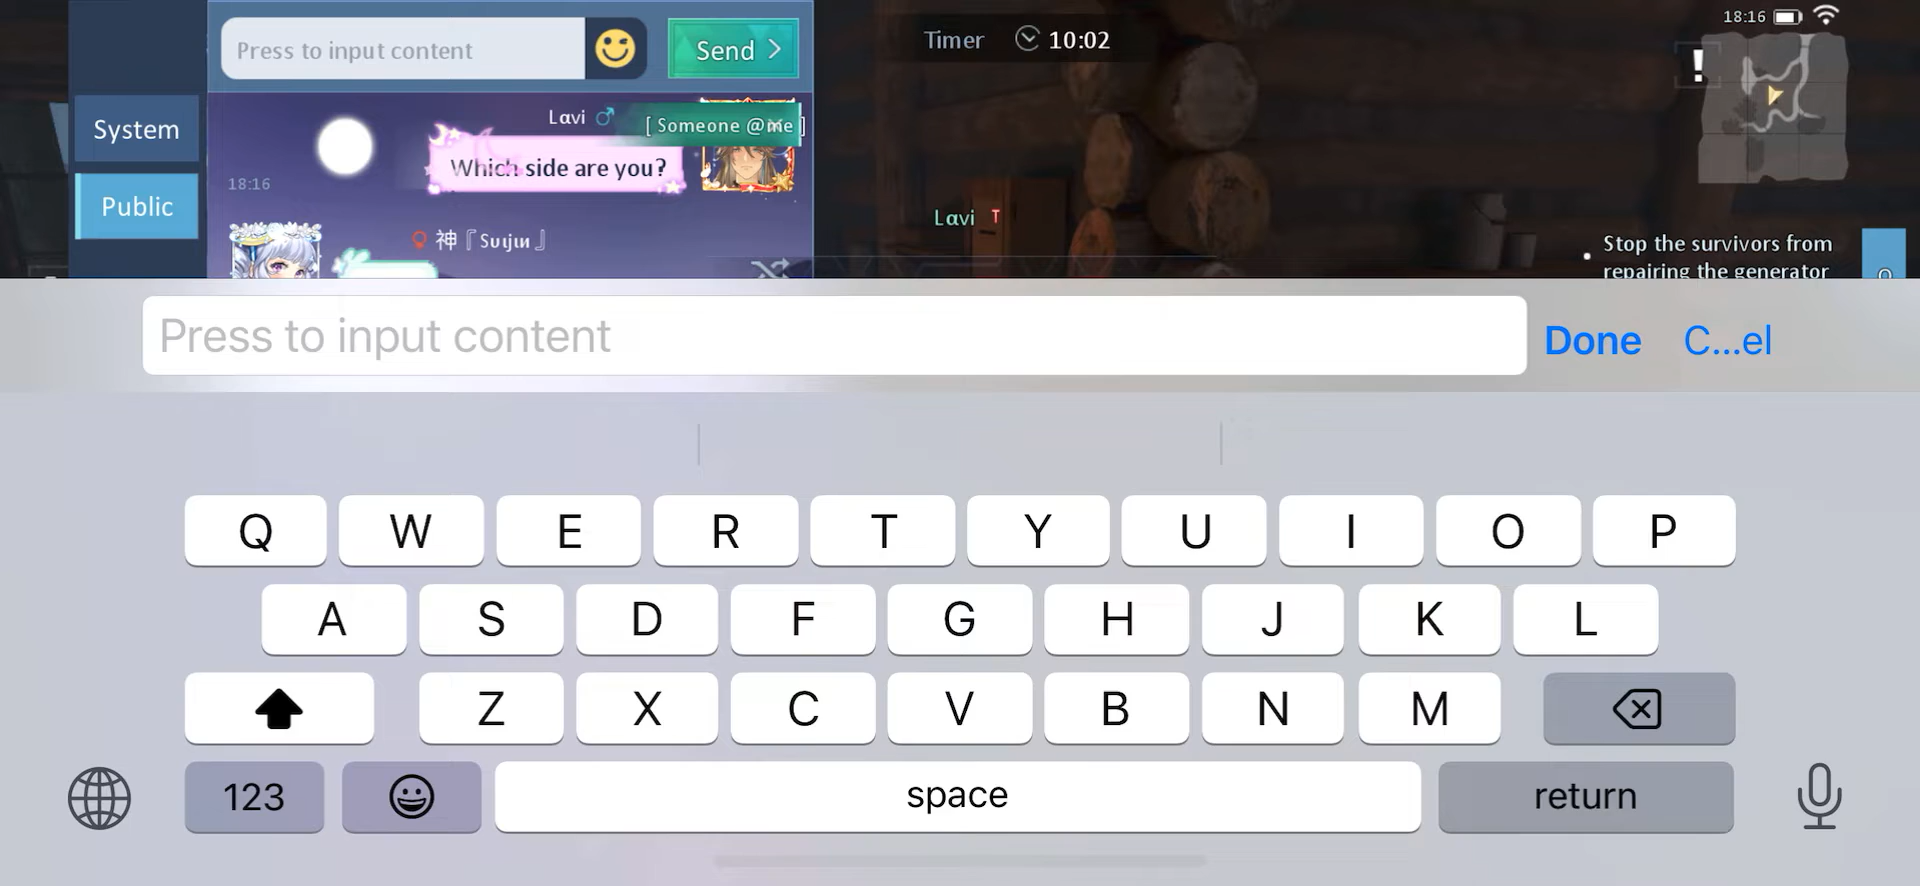 Press to input content
Send
Timer 10:02
18:16
System
Lavi
[ Someone @me ]
Which side are you?
18:16
Public
神『Suyin』
Lavi
Stop the survivors from
repairing the generator
Press to input content
Done
C...el
Q W E R T Y U I O P
A S D F G H J K L
Z X C V B N M
123
space
return